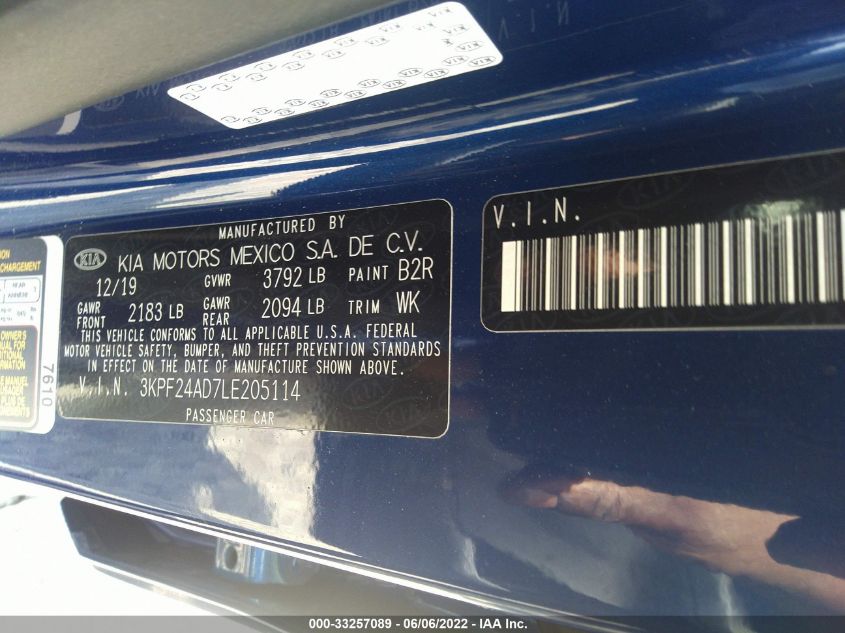 MANUFACTURED BY
KIA KIA MOTORS MEXICO S.A. DE C.V.
12/19 GVWR 3792 LB PAINT B2R
GAWR FRONT 2183 LB GAWR REAR 2094 LB TRIM WK
THIS VEHICLE CONFORMS TO ALL APPLICABLE U.S.A. FEDERAL
MOTOR VEHICLE SAFETY, BUMPER, AND THEFT PREVENTION STANDARDS
IN EFFECT ON THE DATE OF MANUFACTURE SHOWN ABOVE.
V.I.N. 3KPF24AD7LE205114
PASSENGER CAR
V.I.N.
7610
000-33257089 - 06/06/2022 - IAA Inc.